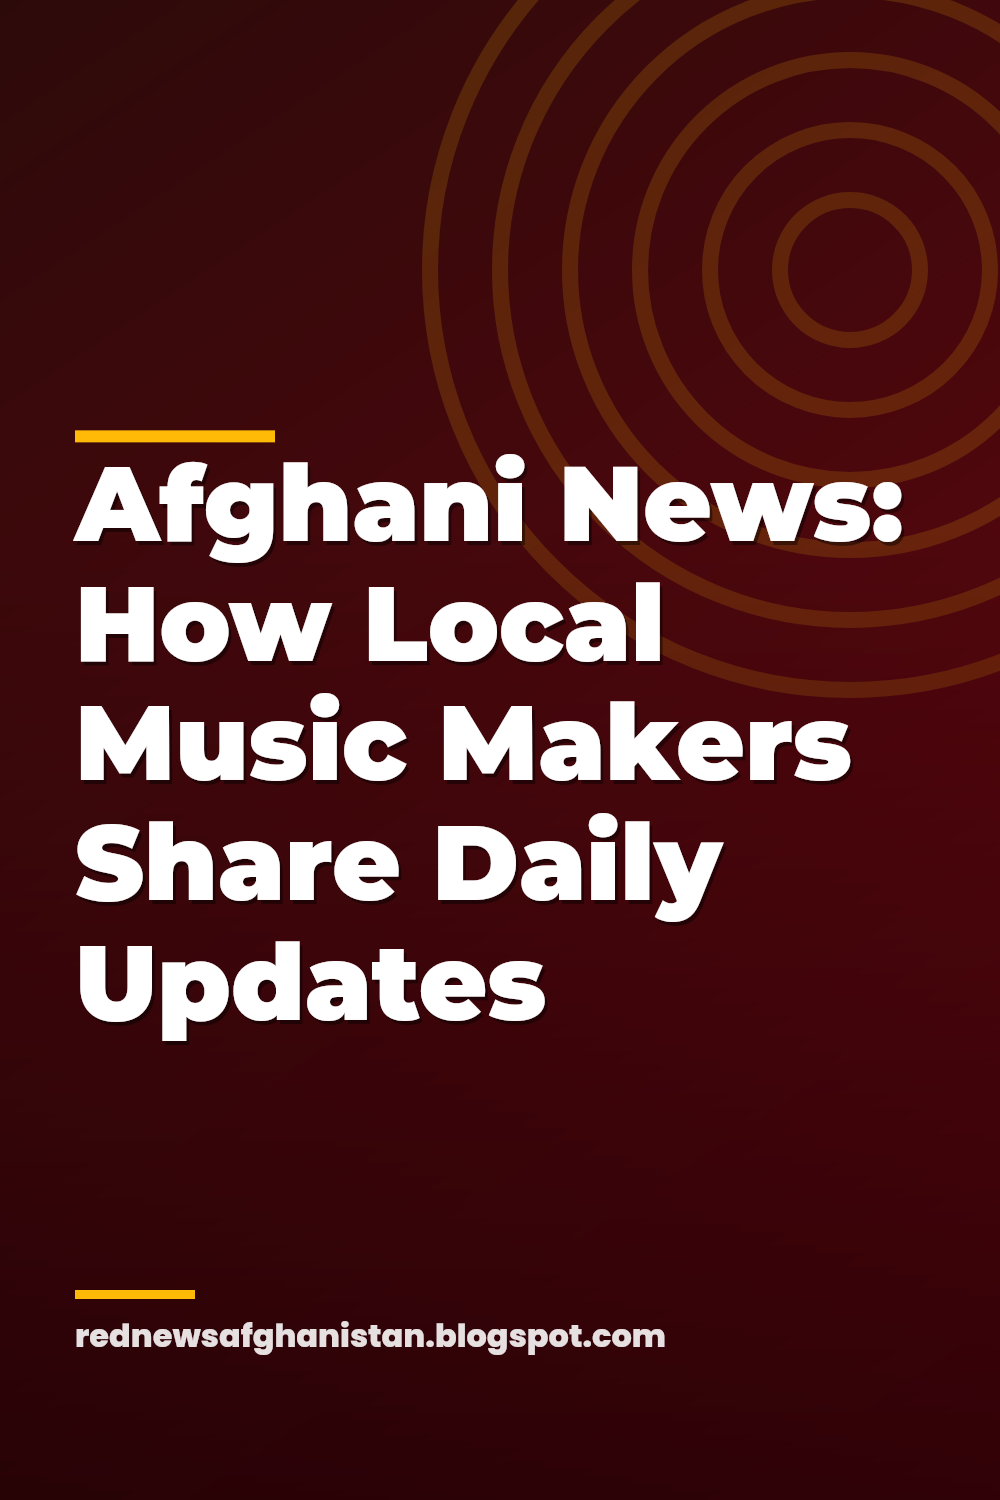 Afghani News:
How Local
Music Makers
Share Daily
Updates
rednewsafghanistan.blogspot.com